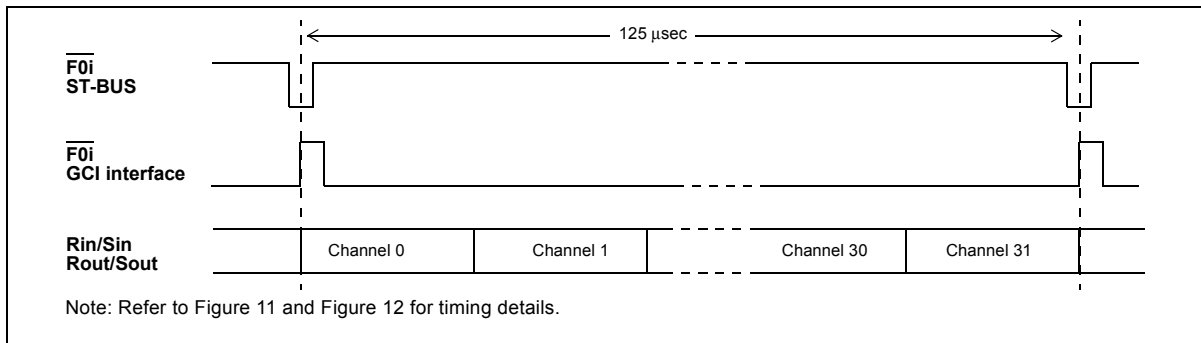 125 μsec
F0i
ST-BUS
F0i
GCI interface
Rin/Sin
Rout/Sout
Channel 0
Channel 1
Channel 30
Channel 31
Note: Refer to Figure 11 and Figure 12 for timing details.